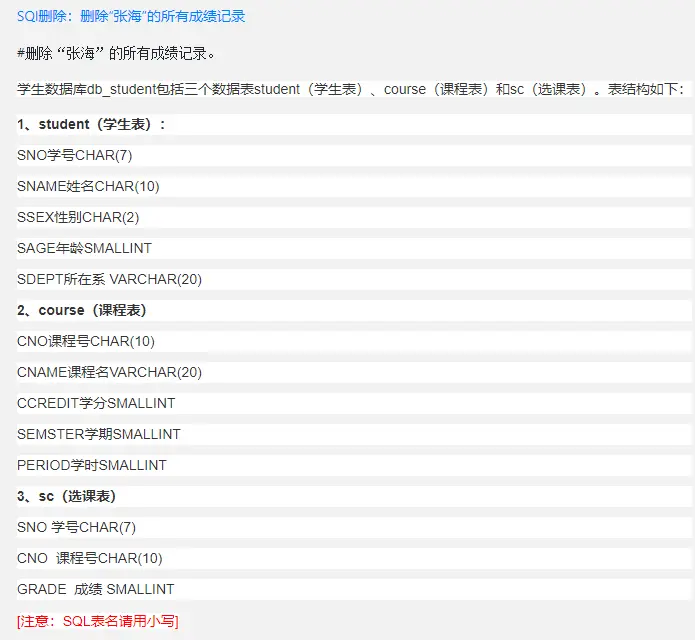 SQl删除：删除“张海”的所有成绩记录
#删除“张海”的所有成绩记录。
学生数据库db_student包括三个数据表student（学生表）、course（课程表）和sc（选课表）。表结构如下：
1、student（学生表）：
SNO学号CHAR(7)
SNAME姓名CHAR(10)
SSEX性别CHAR(2)
SAGE年龄SMALLINT
SDEPT所在系 VARCHAR(20)
2、course（课程表）
CNO课程号CHAR(10)
CNAME课程名VARCHAR(20)
CCREDIT学分SMALLINT
SEMSTER学期SMALLINT
PERIOD学时SMALLINT
3、sc（选课表）
SNO 学号CHAR(7)
CNO  课程号CHAR(10)
GRADE  成绩 SMALLINT
[注意：SQL表名请用小写]